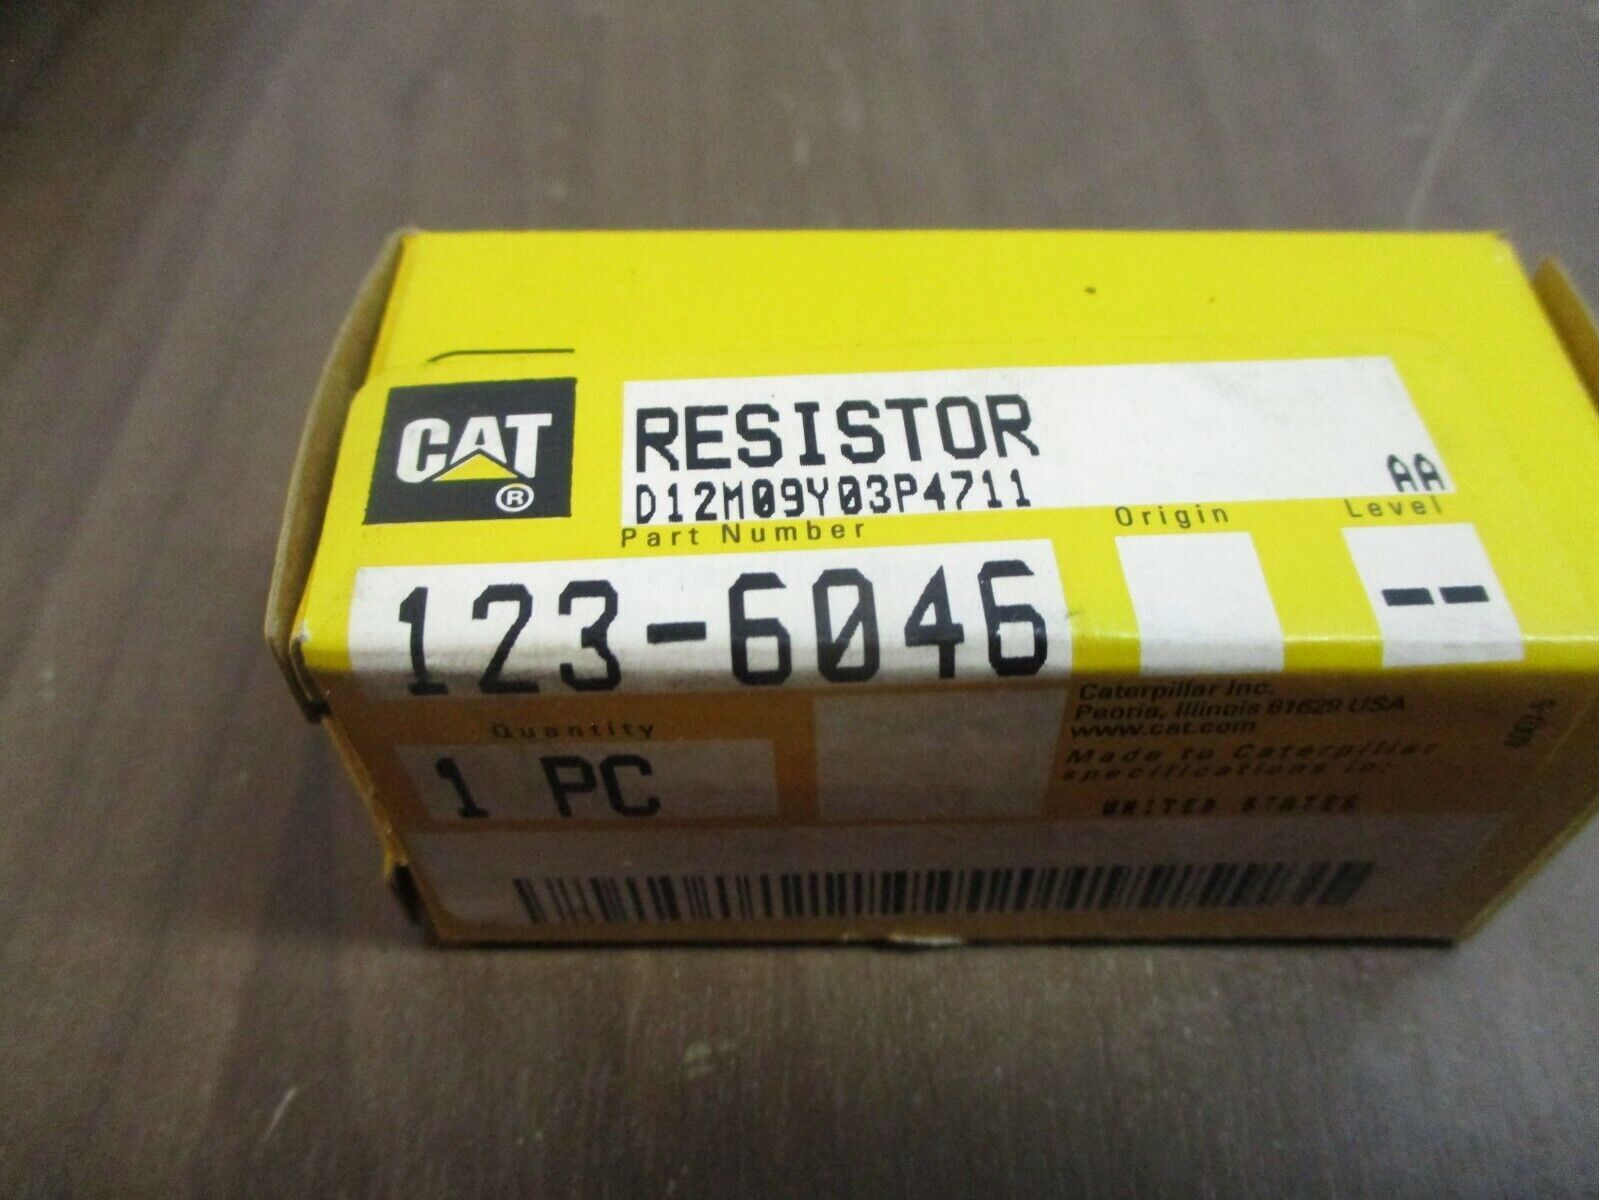 CAT
®
RESISTOR
D12M09Y03P4711
AA
Part Number
Origin
Level
123-6046
--
Quantity
1 PC
Caterpillar Inc.
Peoria, Illinois 61629 USA
www.cat.com
Made to Caterpillar
specifications in:
UNITED STATES